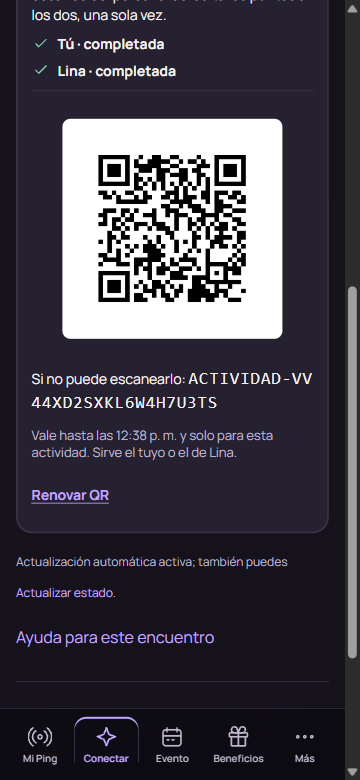 los dos, una sola vez.
Tú · completada
Lina · completada
Si no puede escanearlo: ACTIVIDAD-VV
44XD2SXKL6W4H7U3TS
Vale hasta las 12:38 p. m. y solo para esta
actividad. Sirve el tuyo o el de Lina.
Renovar QR
Actualización automática activa; también puedes
Actualizar estado.
Ayuda para este encuentro
Mi Ping
Conectar
Evento
Beneficios
Más